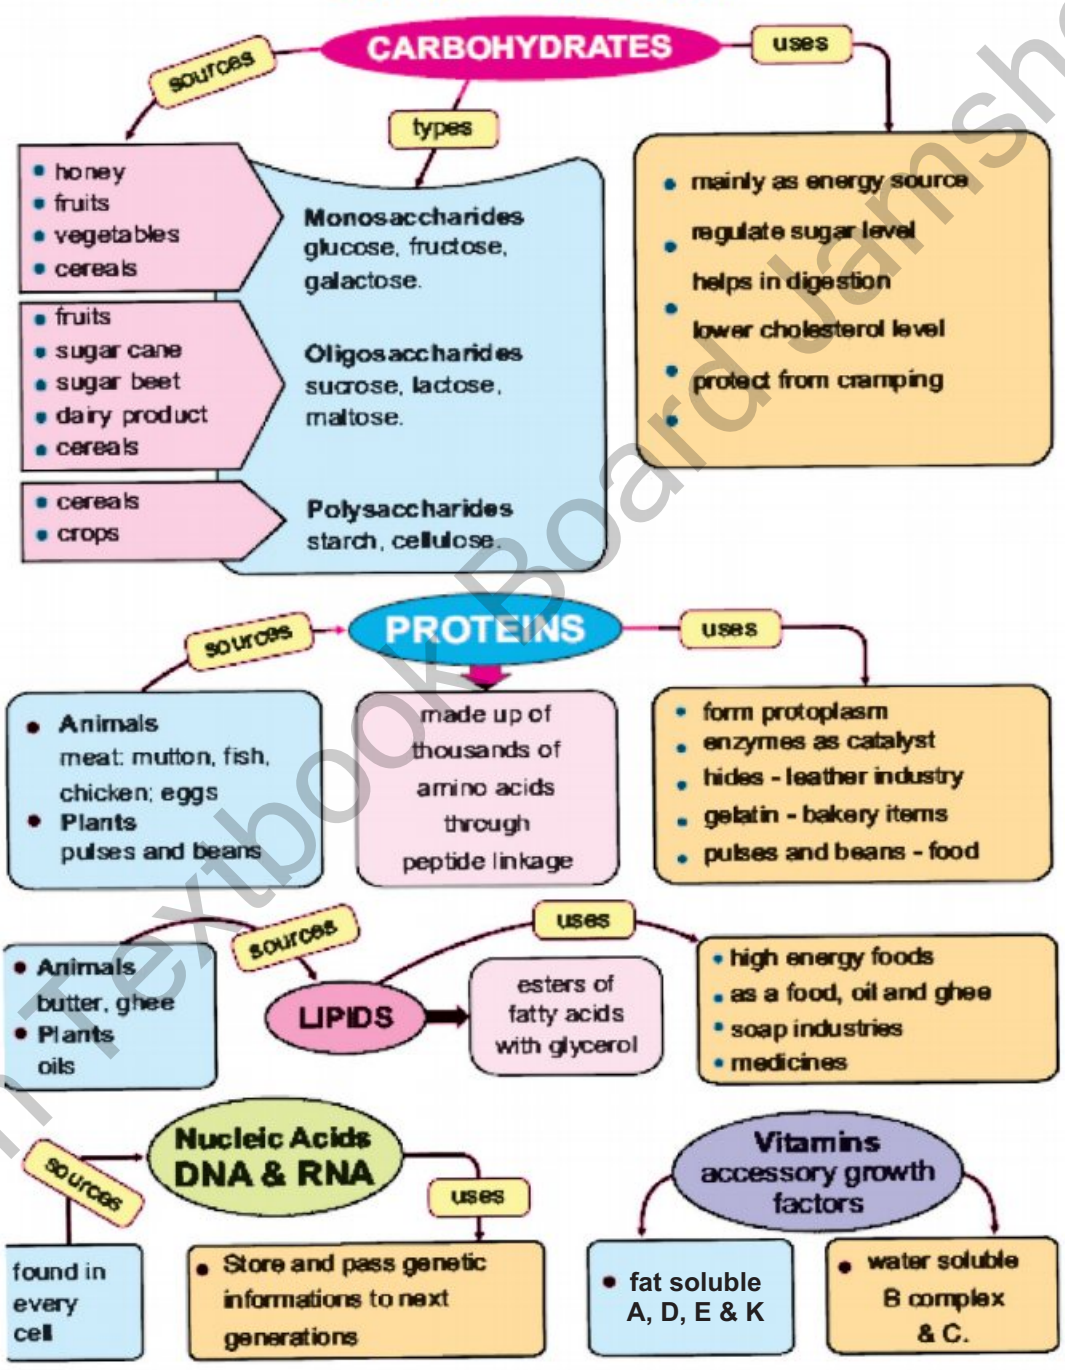 CARBOHYDRATES
sources
types
uses
• honey
• fruits
• vegetables
• cereals
• fruits
• sugar cane
• sugar beet
• dairy product
• cereals
• cereals
• crops
Monosaccharides
glucose, fructose,
galactose.
Oligosaccharides
sucrose, lactose,
maltose.
Polysaccharides
starch, cellulose.
• mainly as energy source
• regulate sugar level
helps in digestion
• lower cholesterol level
• protect from cramping
•
PROTEINS
sources
uses
• Animals
meat: mutton, fish,
chicken; eggs
• Plants
pulses and beans
made up of
thousands of
amino acids
through
peptide linkage
• form protoplasm
• enzymes as catalyst
• hides - leather industry
• gelatin - bakery items
• pulses and beans - food
LIPIDS
sources
uses
• Animals
butter, ghee
• Plants
oils
esters of
fatty acids
with glycerol
• high energy foods
• as a food, oil and ghee
• soap industries
• medicines
Nucleic Acids
DNA & RNA
sources
uses
found in
every
cell
• Store and pass genetic
informations to next
generations
Vitamins
accessory growth
factors
• fat soluble
A, D, E & K
• water soluble
B complex
& C.
Textbook Board Jamsho